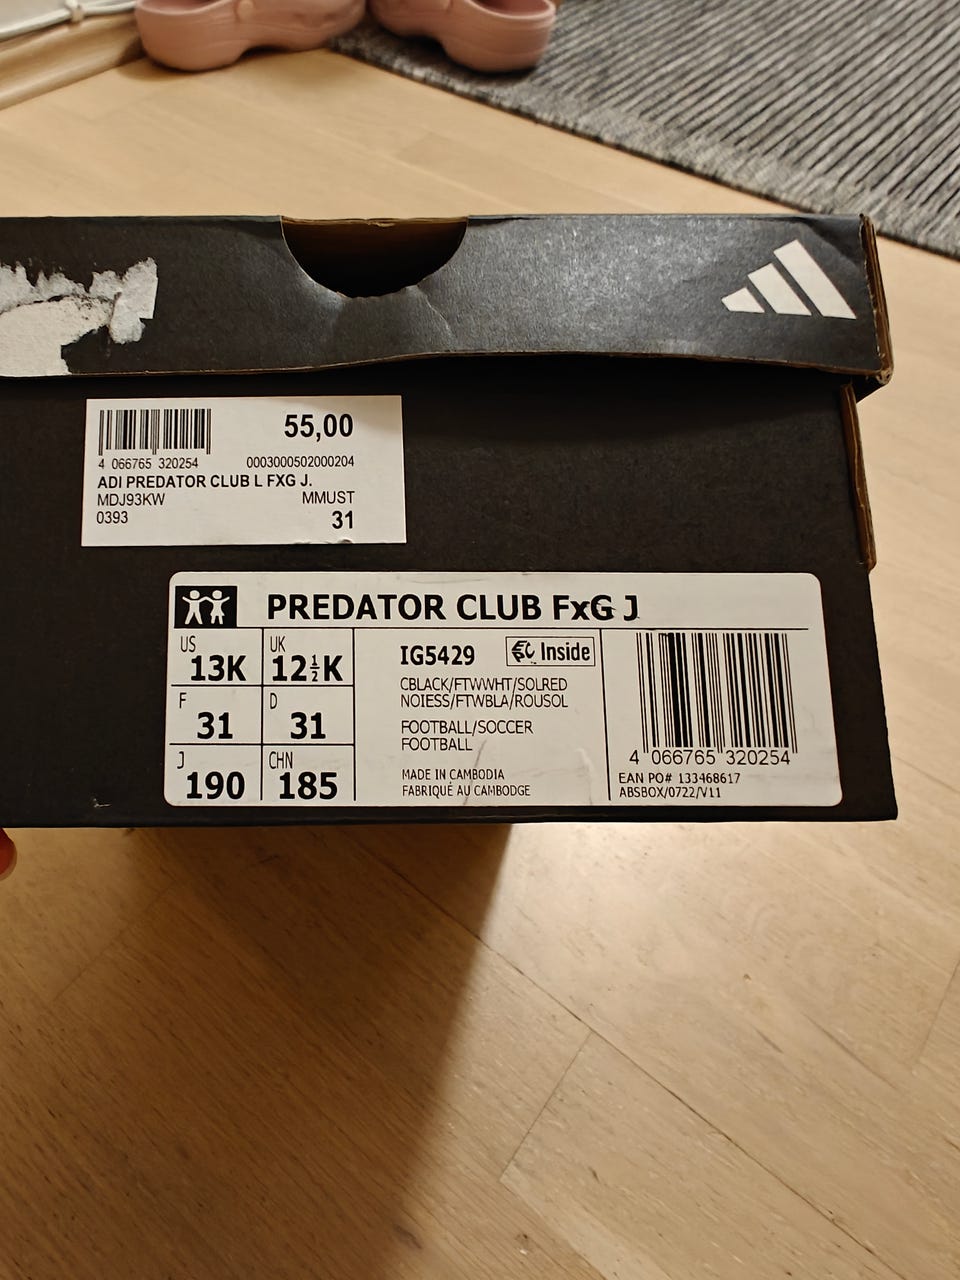 55,00
4 066765 320254 0003000502000204
ADI PREDATOR CLUB L FXG J.
MDJ93KW MMUST
0393 31
PREDATOR CLUB FxG J
US 13K UK 12½K
F 31 D 31
J 190 CHN 185
IG5429 Inside
CBLACK/FTWWHT/SOLRED
NOIESS/FTWBLA/ROUSOL
FOOTBALL/SOCCER
FOOTBALL
MADE IN CAMBODIA
FABRIQUÉ AU CAMBODGE
4 066765 320254
EAN PO# 133468617
ABSBOX/0722/V11